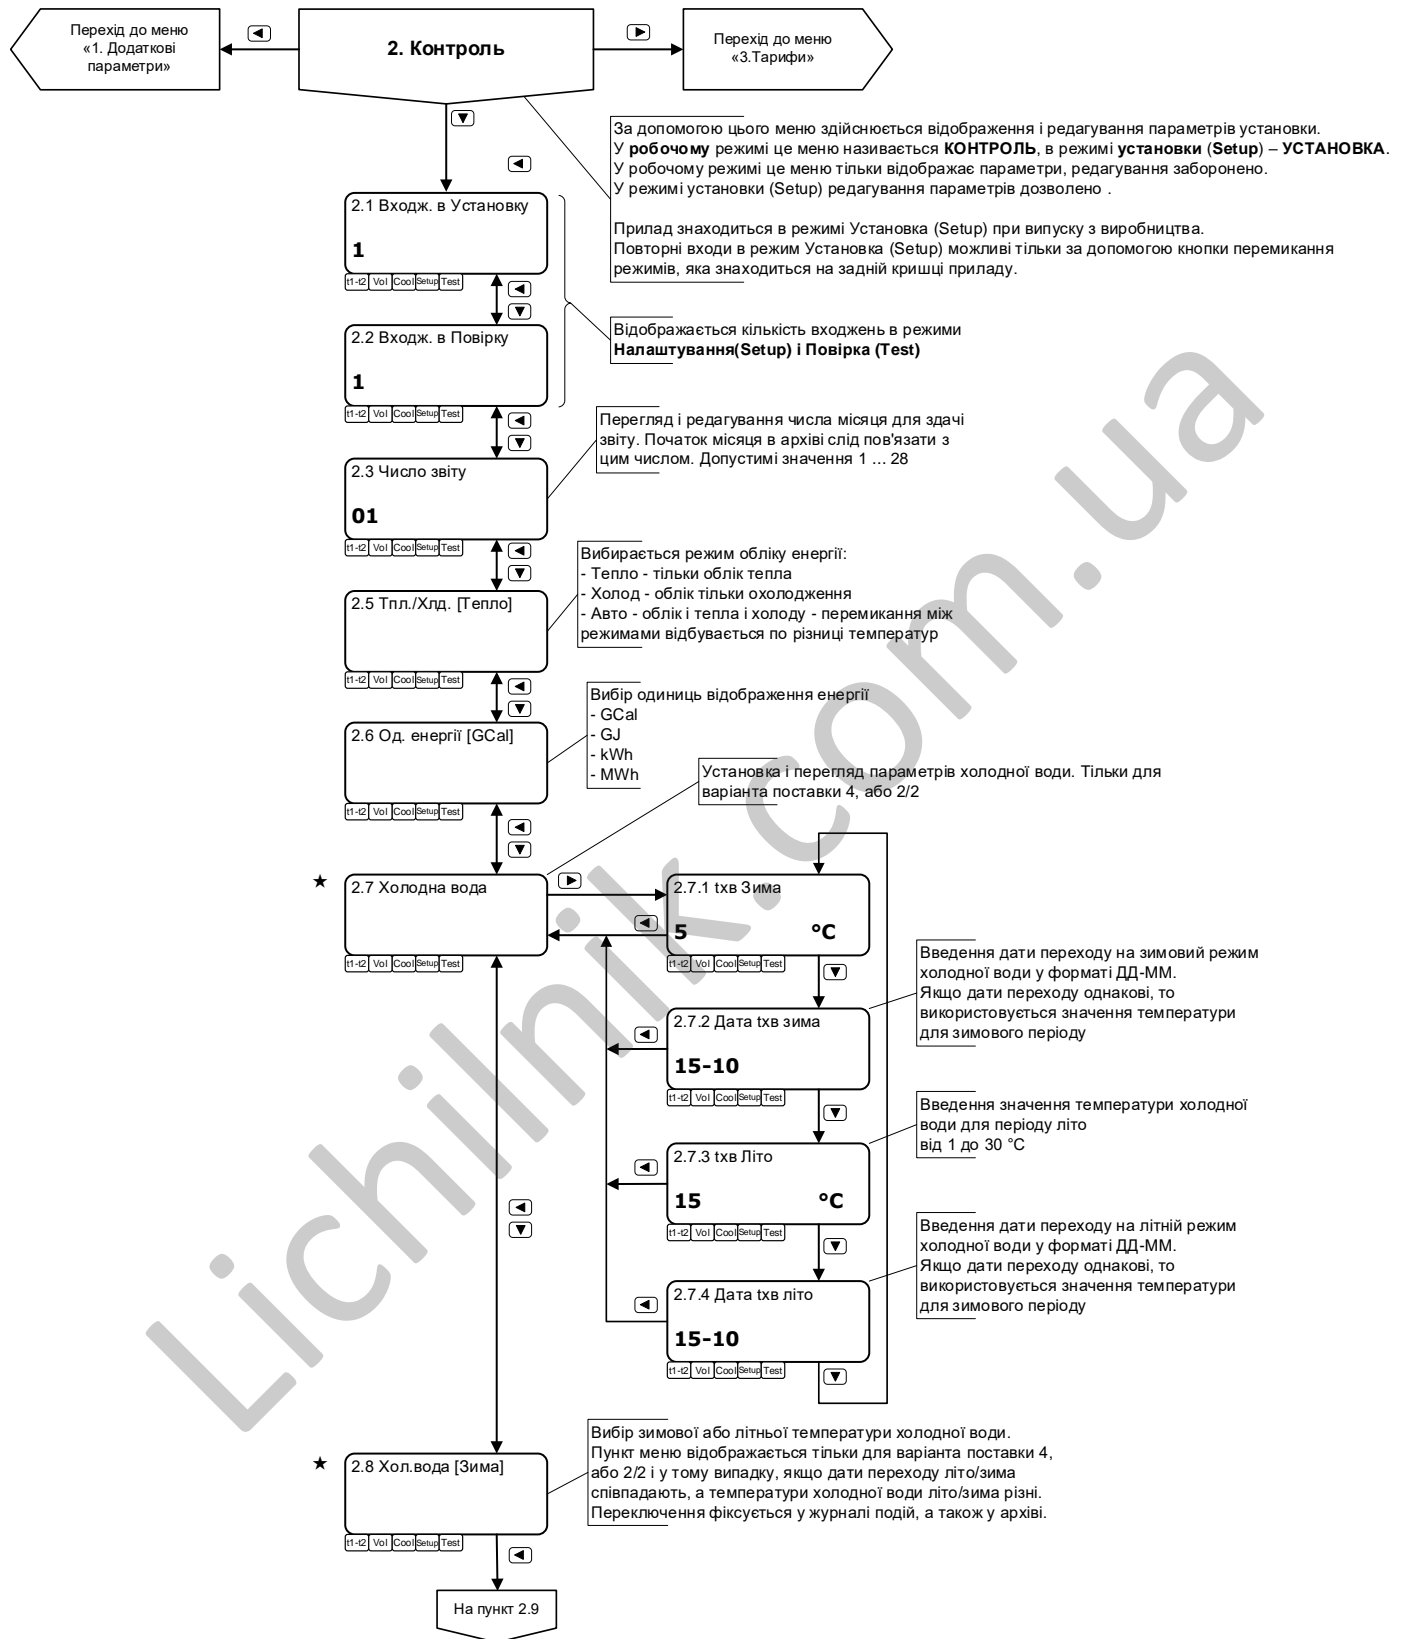 Перехід до меню
«1. Додаткові
параметри»
2. Контроль
Перехід до меню
«3.Тарифи»
За допомогою цього меню здійснюється відображення і редагування параметрів установки.
У робочому режимі це меню називається КОНТРОЛЬ, в режимі установки (Setup) – УСТАНОВКА.
У робочому режимі це меню тільки відображає параметри, редагування заборонено.
У режимі установки (Setup) редагування параметрів дозволено .
Прилад знаходиться в режимі Установка (Setup) при випуску з виробництва.
Повторні входи в режим Установка (Setup) можливі тільки за допомогою кнопки перемикання
режимів, яка знаходиться на задній кришці приладу.
2.1 Входж. в Установку
1
t1-t2 Vol Cool Setup Test
Відображається кількість входжень в режими
Налаштування(Setup) і Повірка (Test)
2.2 Входж. в Повірку
1
t1-t2 Vol Cool Setup Test
Перегляд і редагування числа місяця для здачі
звіту. Початок місяця в архіві слід пов'язати з
цим числом. Допустимі значення 1 ... 28
2.3 Число звіту
01
t1-t2 Vol Cool Setup Test
Вибирається режим обліку енергії:
- Тепло - тільки облік тепла
- Холод - облік тільки охолодження
- Авто - облік і тепла і холоду - перемикання між
режимами відбувається по різниці температур
2.5 Тпл./Хлд. [Тепло]
t1-t2 Vol Cool Setup Test
Вибір одиниць відображення енергії
- GCal
- GJ
- kWh
- MWh
2.6 Од. енергії [GCal]
t1-t2 Vol Cool Setup Test
Установка і перегляд параметрів холодної води. Тільки для
варіанта поставки 4, або 2/2
★ 2.7 Холодна вода
t1-t2 Vol Cool Setup Test
2.7.1 tхв Зима
5 °C
t1-t2 Vol Cool Setup Test
Введення дати переходу на зимовий режим
холодної води у форматі ДД-ММ.
Якщо дати переходу однакові, то
використовується значення температури
для зимового періоду
2.7.2 Дата tхв зима
15-10
t1-t2 Vol Cool Setup Test
Введення значення температури холодної
води для періоду літо
від 1 до 30 °C
2.7.3 tхв Літо
15 °C
t1-t2 Vol Cool Setup Test
Введення дати переходу на літній режим
холодної води у форматі ДД-ММ.
Якщо дати переходу однакові, то
використовується значення температури
для зимового періоду
2.7.4 Дата tхв літо
15-10
t1-t2 Vol Cool Setup Test
Вибір зимової або літньої температури холодної води.
Пункт меню відображається тільки для варіанта поставки 4,
або 2/2 і у тому випадку, якщо дати переходу літо/зима
співпадають, а температури холодної води літо/зима різні.
Переключення фіксується у журналі подій, а також у архіві.
★ 2.8 Хол.вода [Зима]
t1-t2 Vol Cool Setup Test
На пункт 2.9
Lichilnik.com.ua